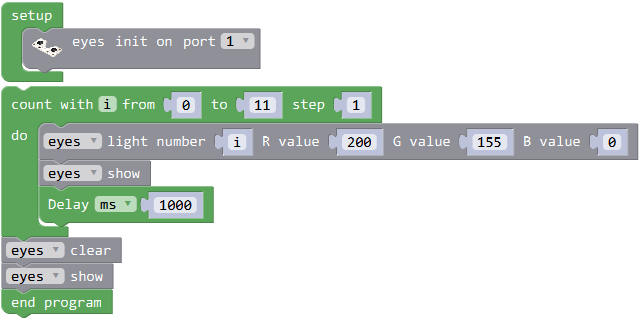 setup
eyes init on port 1
count with i from 0 to 11 step 1
do
eyes light number i R value 200 G value 155 B value 0
eyes show
Delay ms 1000
eyes clear
eyes show
end program